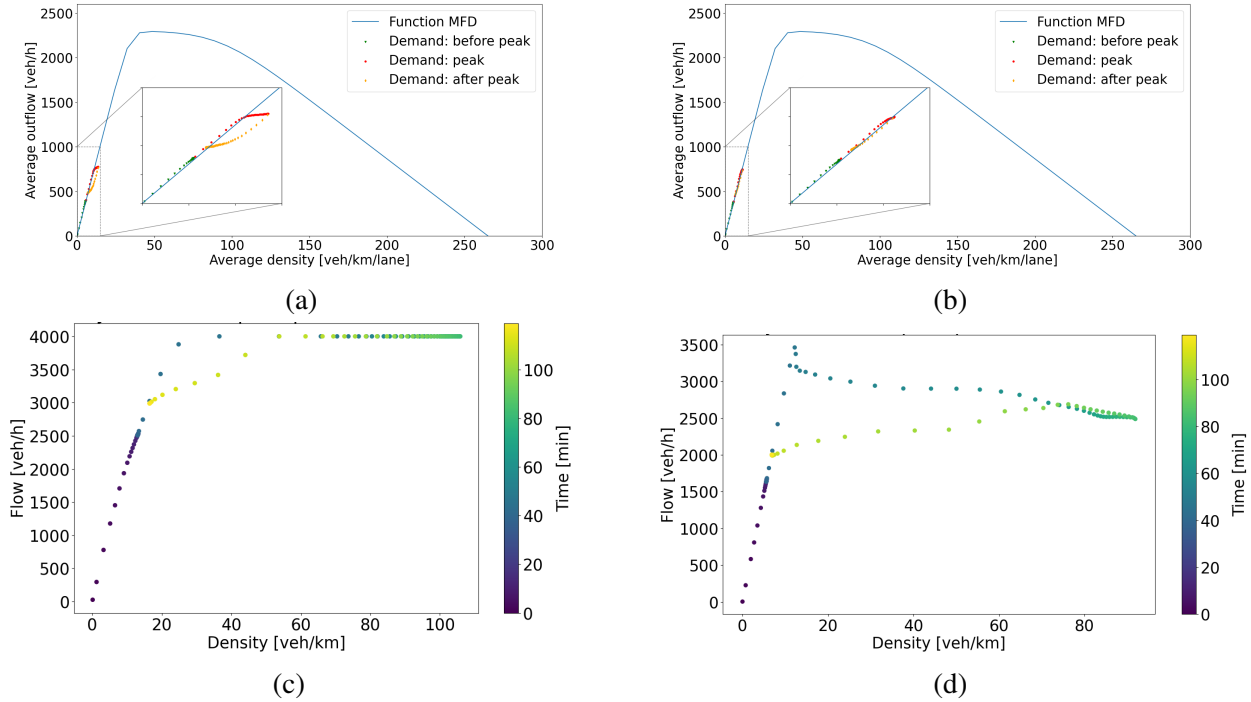 Function MFD
Demand: before peak
Demand: peak
Demand: after peak
Average outflow [veh/h]
2500
2000
1500
1000
500
0
0 50 100 150 200 250 300
Average density [veh/km/lane]
(a)
Function MFD
Demand: before peak
Demand: peak
Demand: after peak
Average outflow [veh/h]
2500
2000
1500
1000
500
0
0 50 100 150 200 250 300
Average density [veh/km/lane]
(b)
Flow [veh/h]
4000
3500
3000
2500
2000
1500
1000
500
0
0 20 40 60 80 100
Density [veh/km]
Time [min]
100
80
60
40
20
0
(c)
Flow [veh/h]
3500
3000
2500
2000
1500
1000
500
0
0 20 40 60 80
Density [veh/km]
Time [min]
100
80
60
40
20
0
(d)